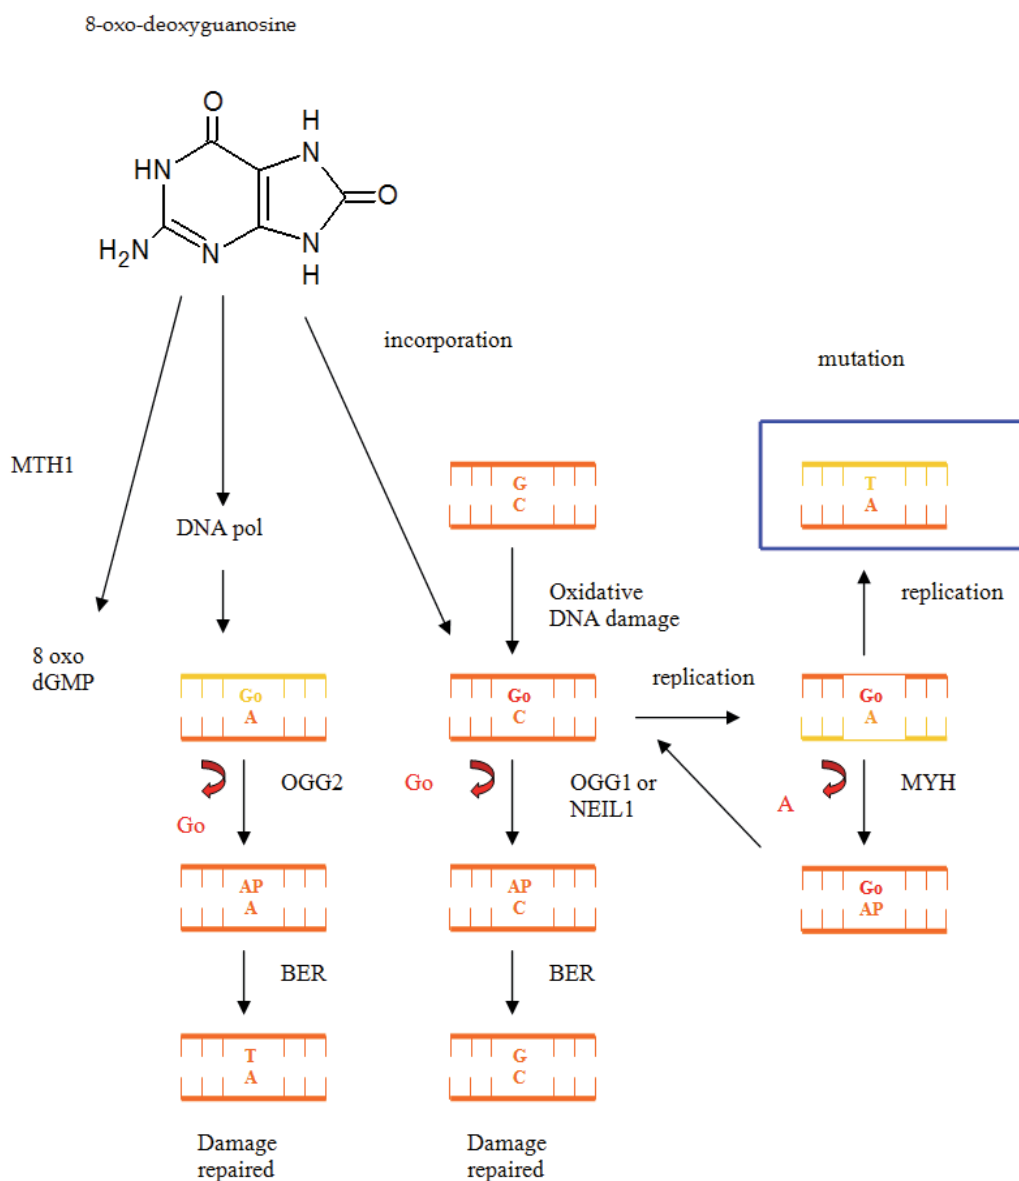 8-oxo-deoxyguanosine
O
H
N
HN
O
H2N
N
N
H
incorporation
mutation
MTH1
G
C
T
A
DNA pol
Oxidative
DNA damage
replication
8 oxo
dGMP
replication
Go
A
Go
C
Go
A
Go
OGG2
Go
OGG1 or
NEIL1
A
MYH
AP
A
AP
C
Go
AP
BER
BER
T
A
G
C
Damage
repaired
Damage
repaired